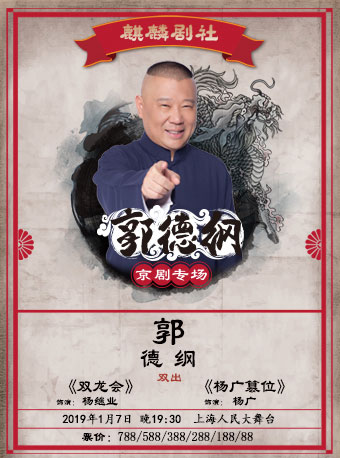 麒麟剧社
郭德纲
京剧专场
郭
德 纲
双出
《双龙会》 《杨广篡位》
饰演: 杨继业 饰演: 杨广
2019年1月7日 晚19:30 上海人民大舞台
票价: 788/588/388/288/188/88